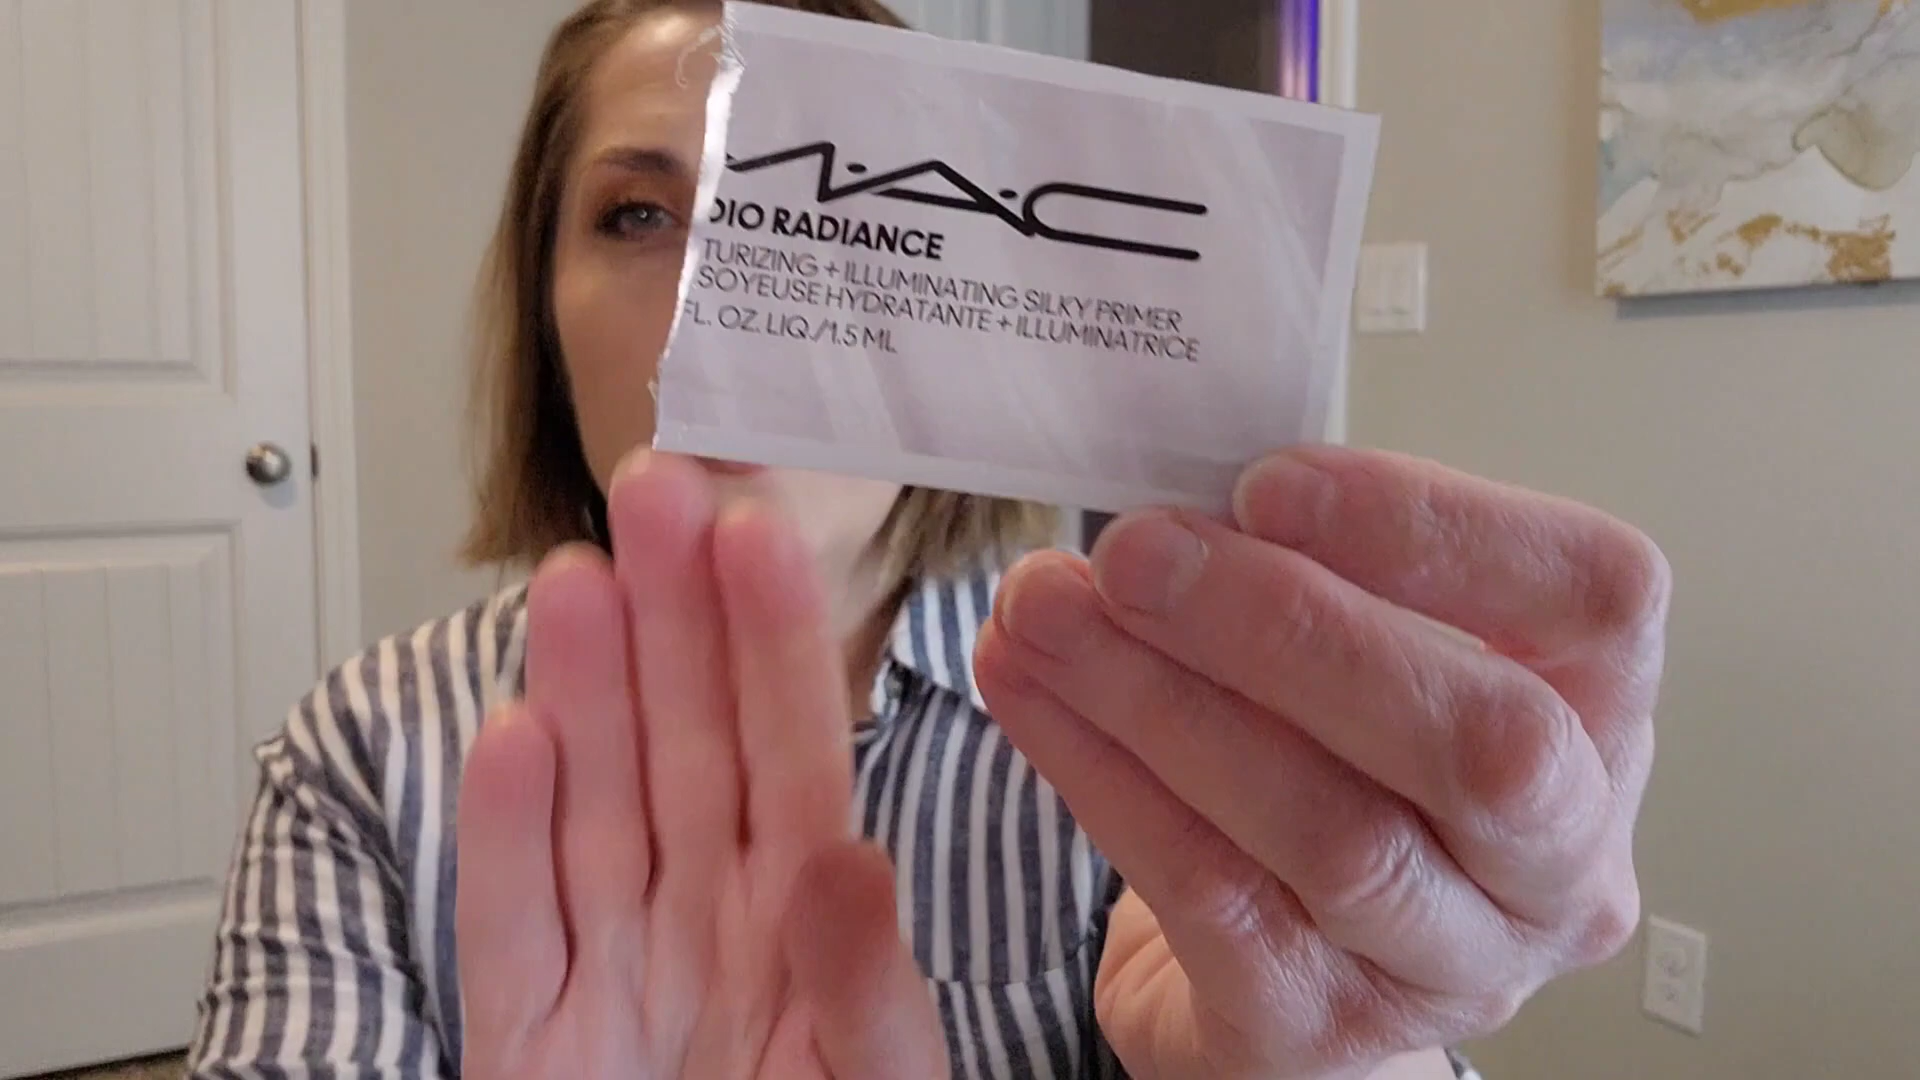 M·A·C
DIO RADIANCE
TURIZING + ILLUMINATING SILKY PRIMER
SOYEUSE HYDRATANTE + ILLUMINATRICE
FL. OZ. LIQ./1.5 ML